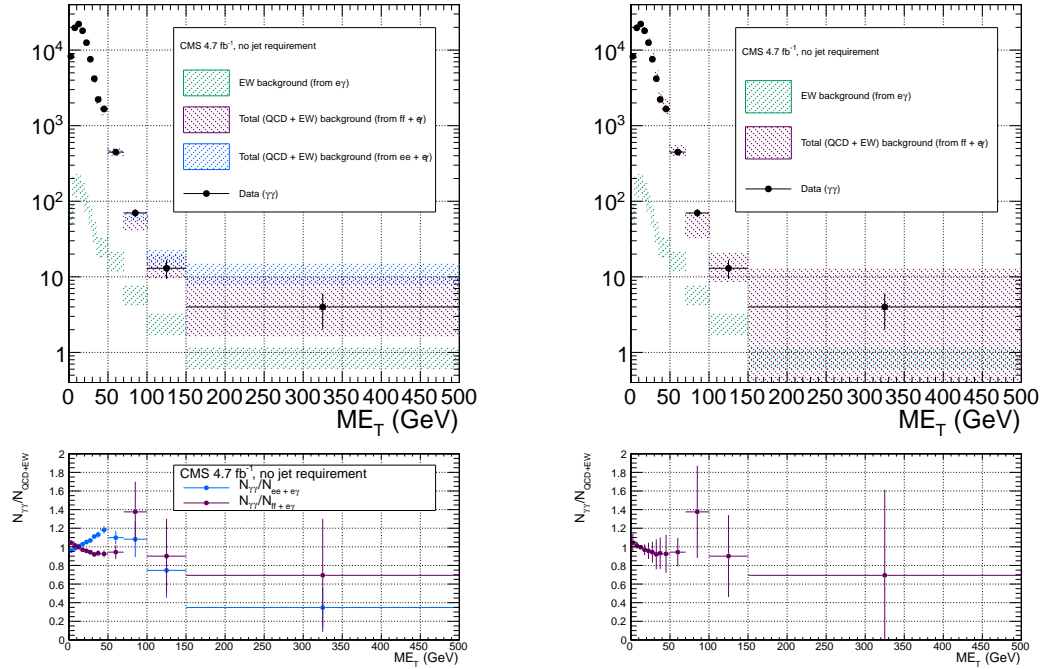 10⁴
10³
10²
10
1
CMS 4.7 fb⁻¹, no jet requirement
EW background (from eγ)
Total (QCD + EW) background (from ff + eγ)
Total (QCD + EW) background (from ee + eγ)
Data (γγ)
0 50 100 150 200 250 300 350 400 450 500
ME_T (GeV)
10⁴
10³
10²
10
1
CMS 4.7 fb⁻¹, no jet requirement
EW background (from eγ)
Total (QCD + EW) background (from ff + eγ)
Data (γγ)
0 50 100 150 200 250 300 350 400 450 500
ME_T (GeV)
N_γγ/N_QCD+EW
2
1.8
1.6
1.4
1.2
1
0.8
0.6
0.4
0.2
0
CMS 4.7 fb⁻¹, no jet requirement
N_γγ/N_ee + eγ
N_γγ/N_ff + eγ
0 50 100 150 200 250 300 350 400 450 500
ME_T (GeV)
N_γγ/N_QCD+EW
2
1.8
1.6
1.4
1.2
1
0.8
0.6
0.4
0.2
0
0 50 100 150 200 250 300 350 400 450 500
ME_T (GeV)